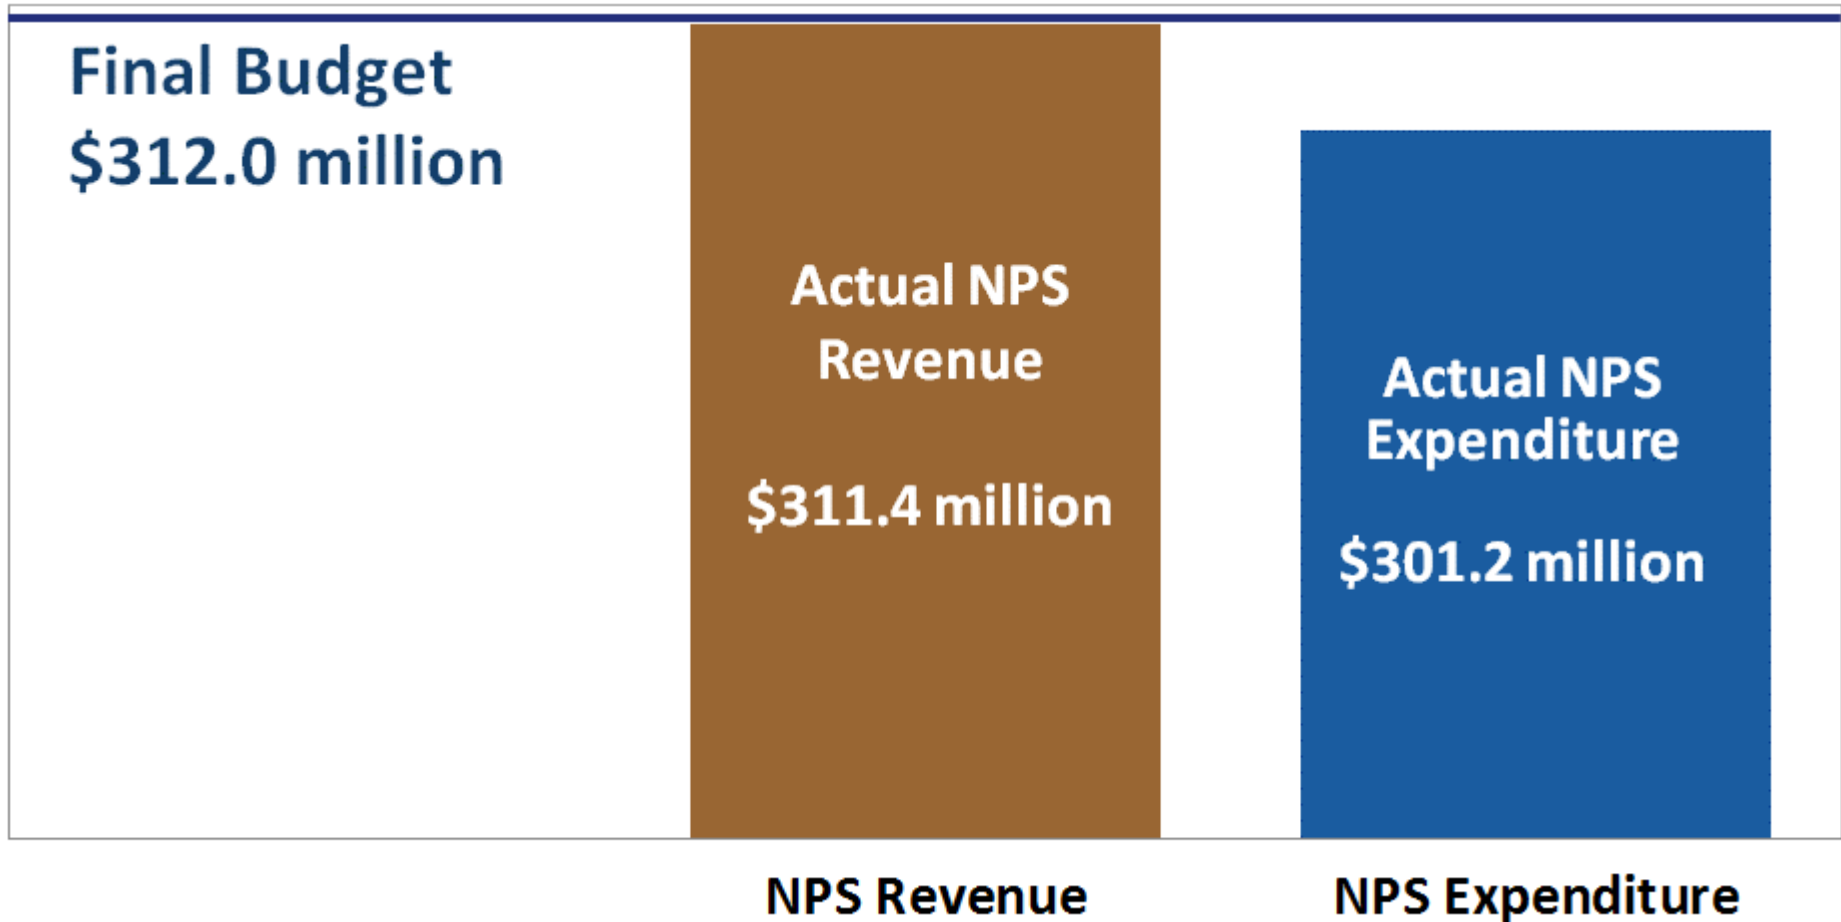 Final Budget
$312.0 million
Actual NPS
Revenue
$311.4 million
Actual NPS
Expenditure
$301.2 million
NPS Revenue
NPS Expenditure